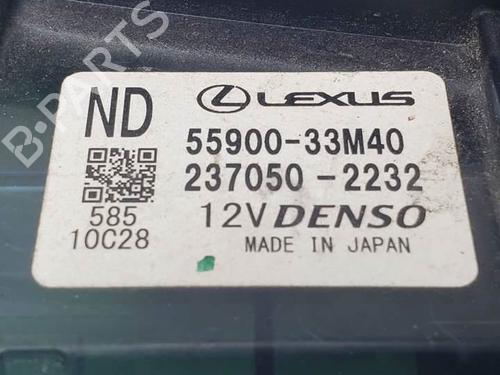 B-Parts
ND
LEXUS
55900-33M40
237050-2232
585
10C28
12V DENSO
MADE IN JAPAN